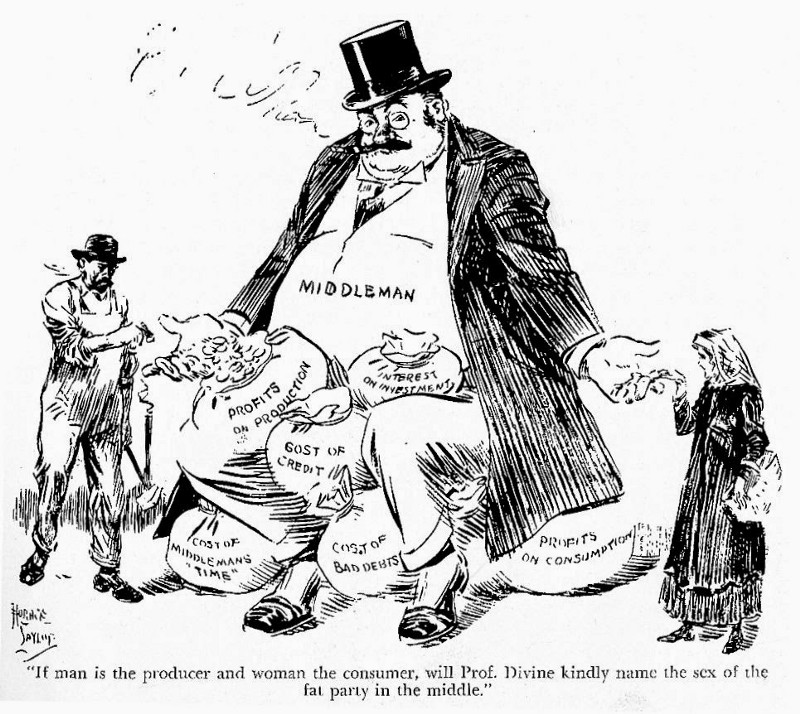 MIDDLEMAN
PROFITS
ON PRODUCTION
INTEREST
ON INVESTMENT
COST OF
CREDIT
COST OF
MIDDLEMAN'S
"TIME"
COST OF
BAD DEBTS
PROFITS
ON CONSUMPTION
HORACE
TAYLOR
"If man is the producer and woman the consumer, will Prof. Divine kindly name the sex of the
fat party in the middle."